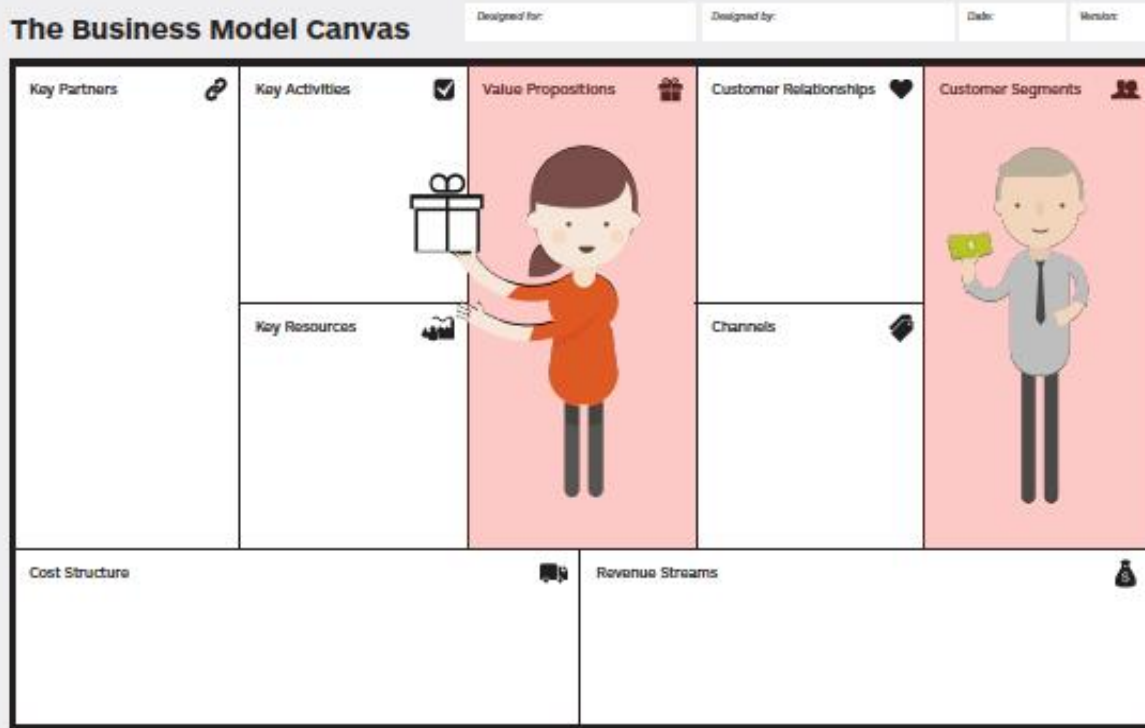 The Business Model Canvas
Designed for:
Designed by:
Date:
Version:
Key Partners
Key Activities
Value Propositions
Customer Relationships
Customer Segments
Key Resources
Channels
Cost Structure
Revenue Streams